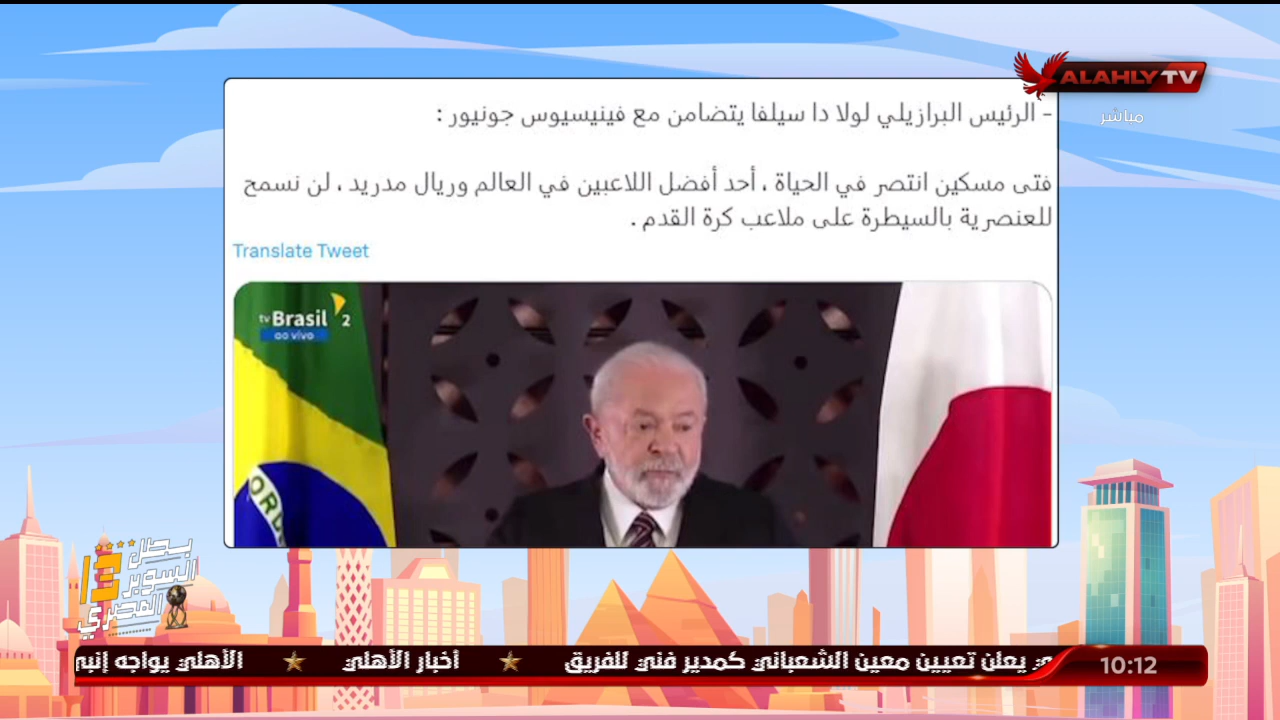 ALAHLY TV
مباشر
- الرئيس البرازيلي لولا دا سيلفا يتضامن مع فينيسيوس جونيور :
فتى مسكين انتصر في الحياة ، أحد أفضل اللاعبين في العالم وريال مدريد ، لن نسمح
للعنصرية بالسيطرة على ملاعب كرة القدم .
Translate Tweet
tv Brasil 2
ao vivo
ORD
بطل
السوبر 13
المصري
ي يعلن تعيين معين الشعباني كمدير فني للفريق ★ أخبار الأهلي ★ الأهلي يواجه إنبي
10:12